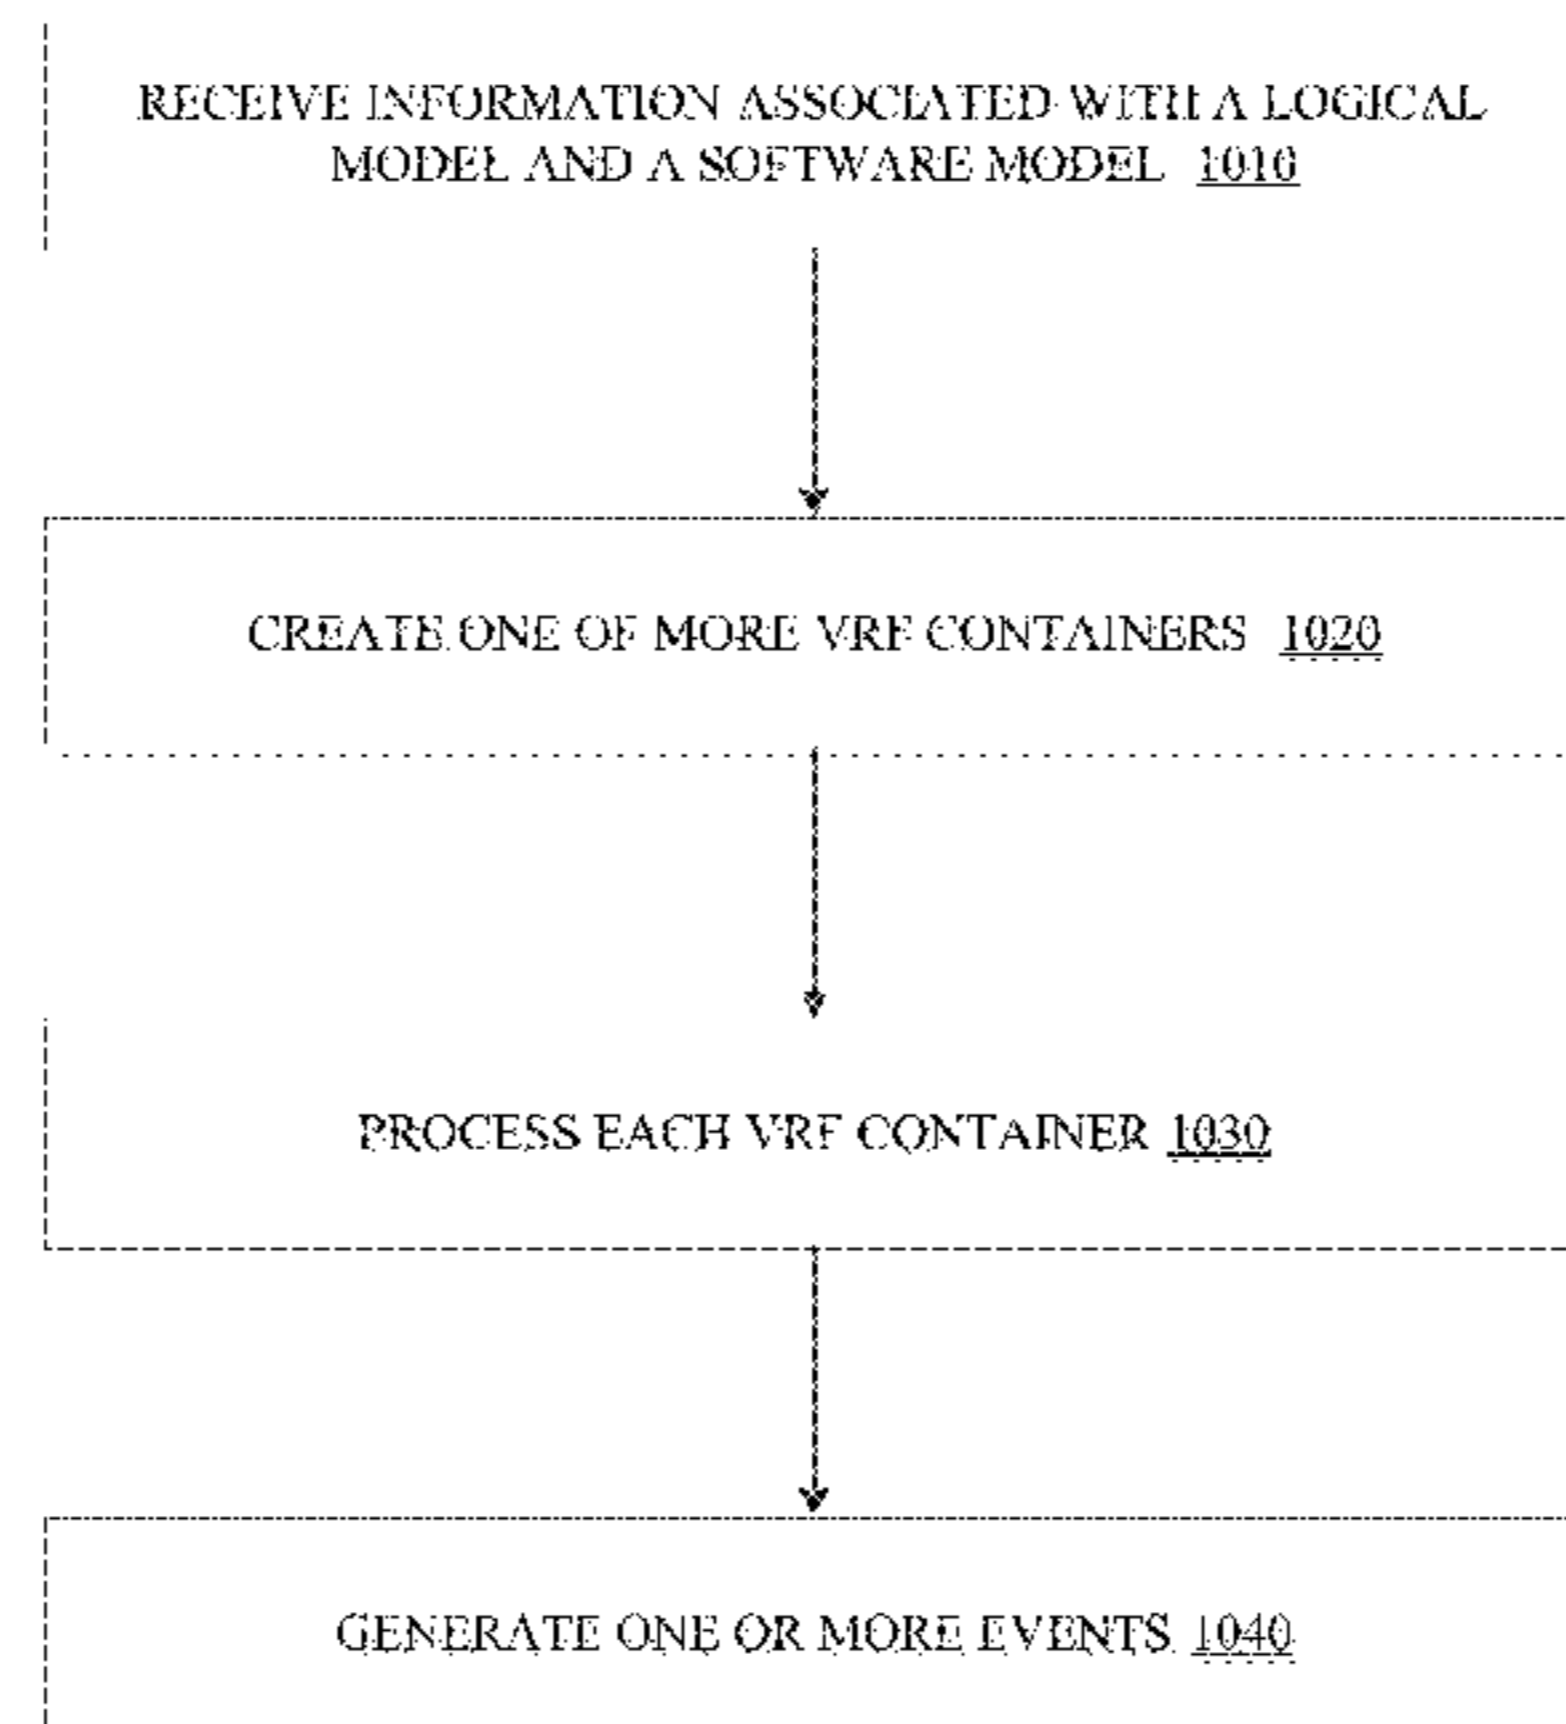 RECEIVE INFORMATION ASSOCIATED WITH A LOGICAL
MODEL AND A SOFTWARE MODEL 1010
CREATE ONE OF MORE VRF CONTAINERS 1020
PROCESS EACH VRF CONTAINER 1030
GENERATE ONE OR MORE EVENTS 1040